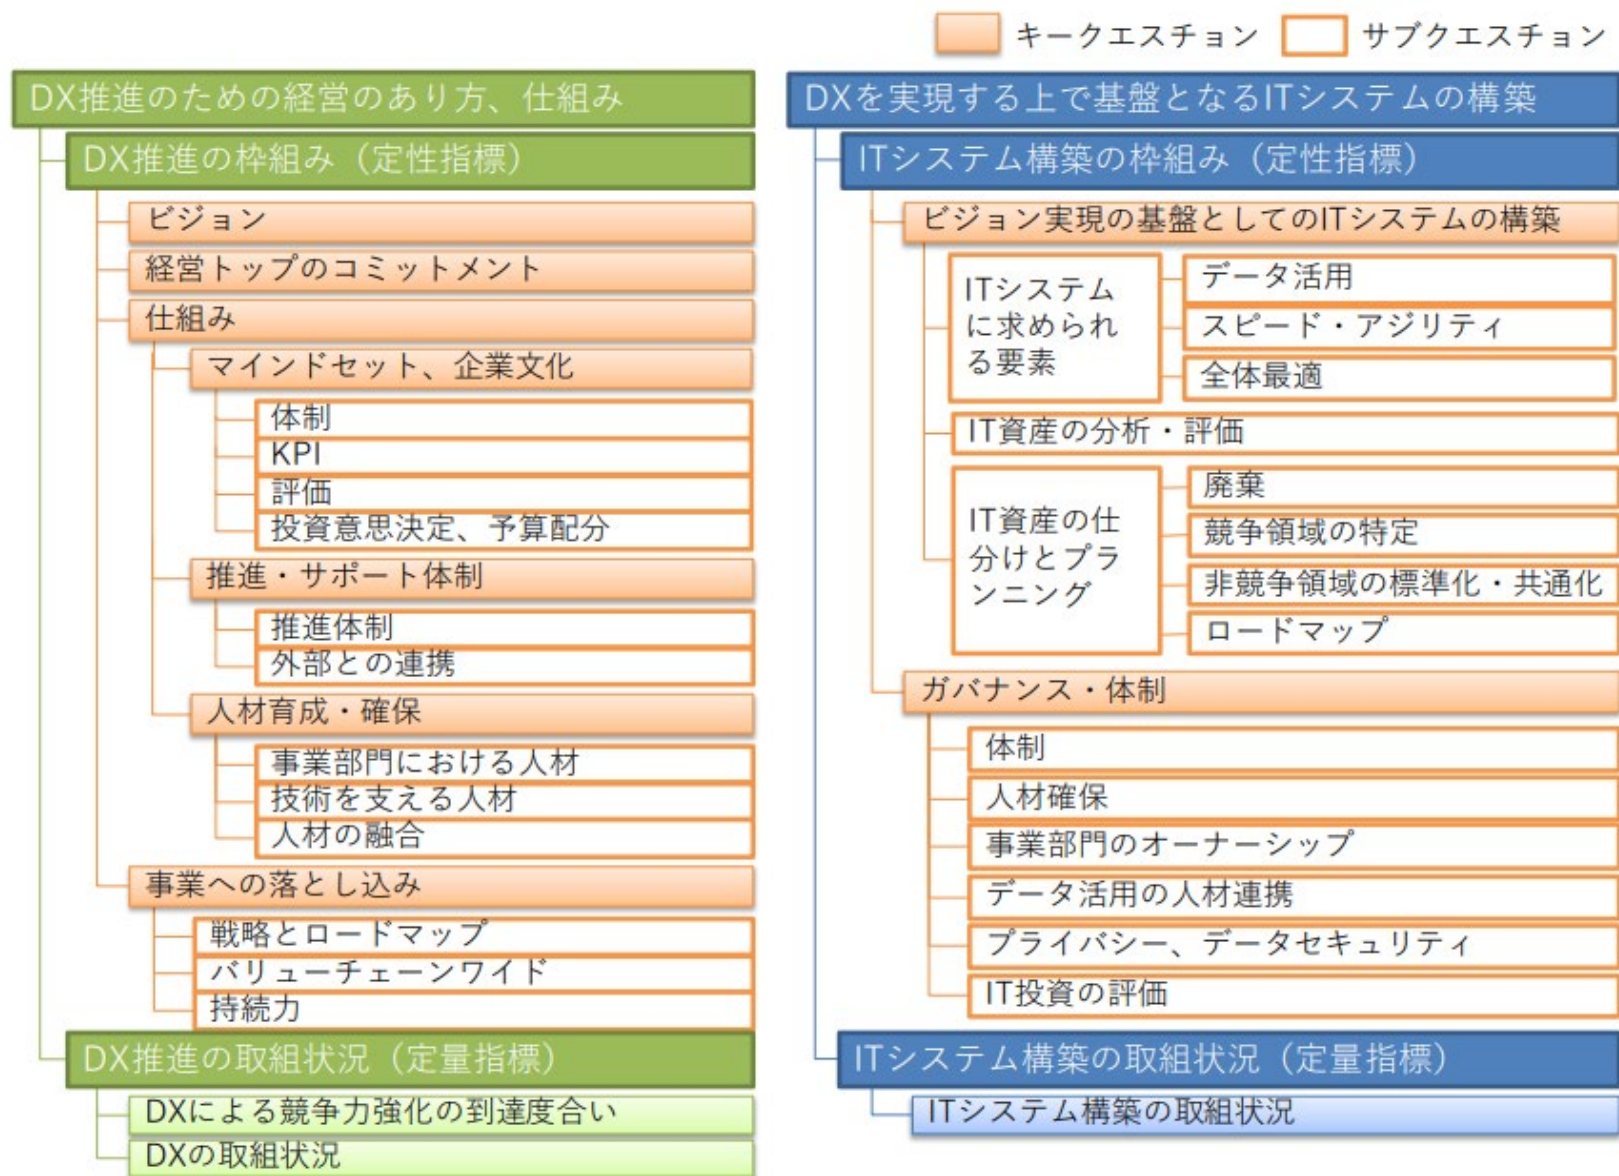 キークエスチョン
サブクエスチョン
DX推進のための経営のあり方、仕組み
DX推進の枠組み（定性指標）
ビジョン
経営トップのコミットメント
仕組み
マインドセット、企業文化
体制
KPI
評価
投資意思決定、予算配分
推進・サポート体制
推進体制
外部との連携
人材育成・確保
事業部門における人材
技術を支える人材
人材の融合
事業への落とし込み
戦略とロードマップ
バリューチェーンワイド
持続力
DX推進の取組状況（定量指標）
DXによる競争力強化の到達度合い
DXの取組状況
DXを実現する上で基盤となるITシステムの構築
ITシステム構築の枠組み（定性指標）
ビジョン実現の基盤としてのITシステムの構築
ITシステム
に求められ
る要素
データ活用
スピード・アジリティ
全体最適
IT資産の分析・評価
IT資産の仕
分けとプラ
ンニング
廃棄
競争領域の特定
非競争領域の標準化・共通化
ロードマップ
ガバナンス・体制
体制
人材確保
事業部門のオーナーシップ
データ活用の人材連携
プライバシー、データセキュリティ
IT投資の評価
ITシステム構築の取組状況（定量指標）
ITシステム構築の取組状況